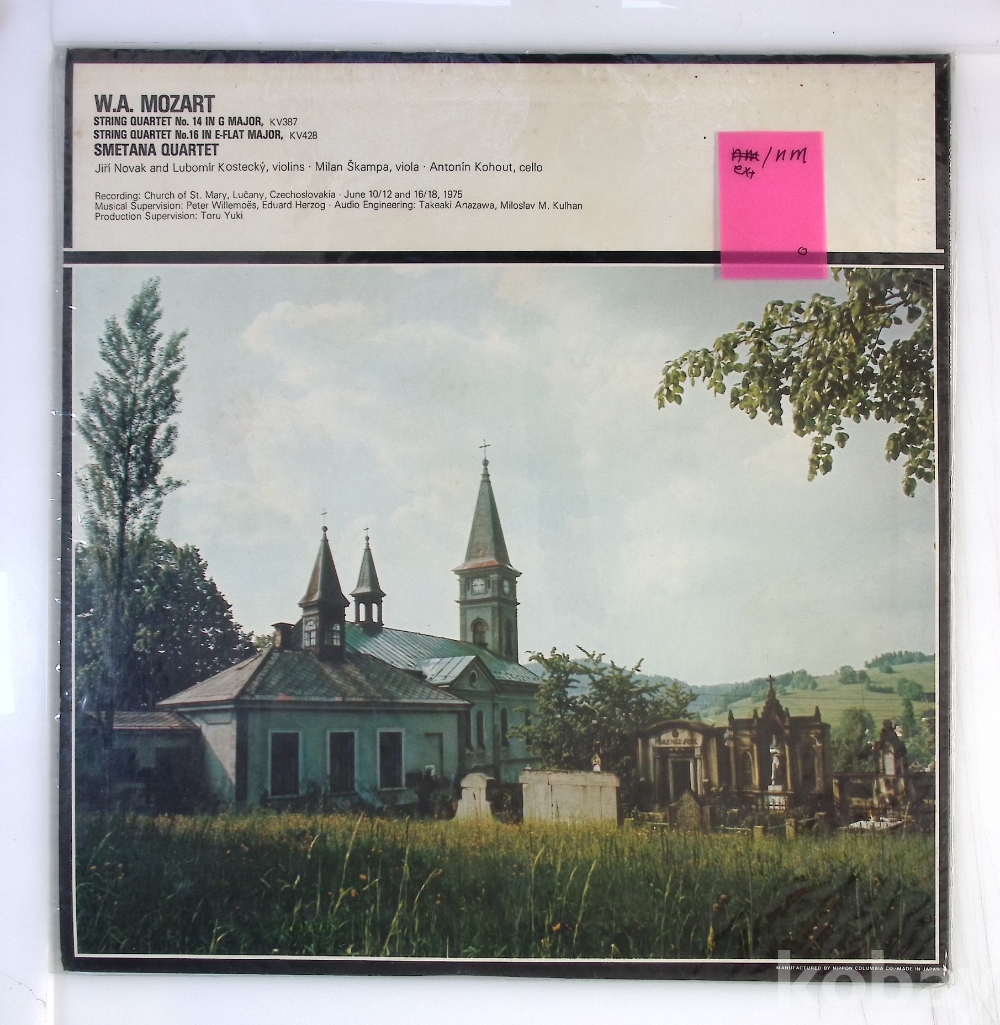 W.A. MOZART
STRING QUARTET No. 14 IN G MAJOR, KV387
STRING QUARTET No.16 IN E-FLAT MAJOR, KV428
SMETANA QUARTET
Jiří Novak and Lubomír Kostecký, violins · Milan Škampa, viola · Antonín Kohout, cello
Recording: Church of St. Mary, Lučany, Czechoslovakia · June 10/12 and 16/18, 1975
Musical Supervision: Peter Willemoës, Eduard Herzog · Audio Engineering: Takeaki Anazawa, Miloslav M. Kulhan
Production Supervision: Toru Yuki
nm/nm
ext
MANUFACTURED BY NIPPON COLUMBIA CO·MADE IN JAPAN
koba